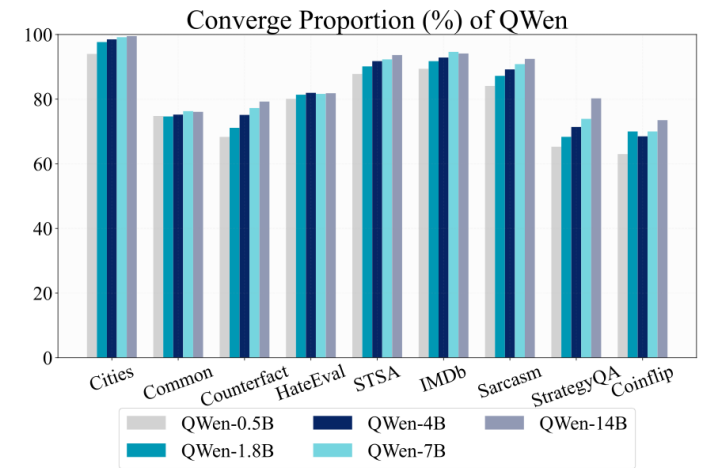 Converge Proportion (%) of QWen
100
80
60
40
20
0
Cities Common Counterfact HateEval STSA IMDb Sarcasm StrategyQA Coinflip
QWen-0.5B QWen-4B QWen-14B
QWen-1.8B QWen-7B